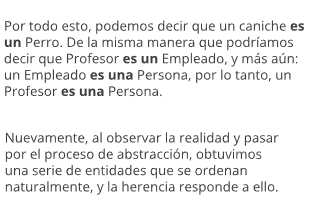 Por todo esto, podemos decir que un caniche es
un Perro. De la misma manera que podríamos
decir que Profesor es un Empleado, y más aún:
un Empleado es una Persona, por lo tanto, un
Profesor es una Persona.
Nuevamente, al observar la realidad y pasar
por el proceso de abstracción, obtuvimos
una serie de entidades que se ordenan
naturalmente, y la herencia responde a ello.